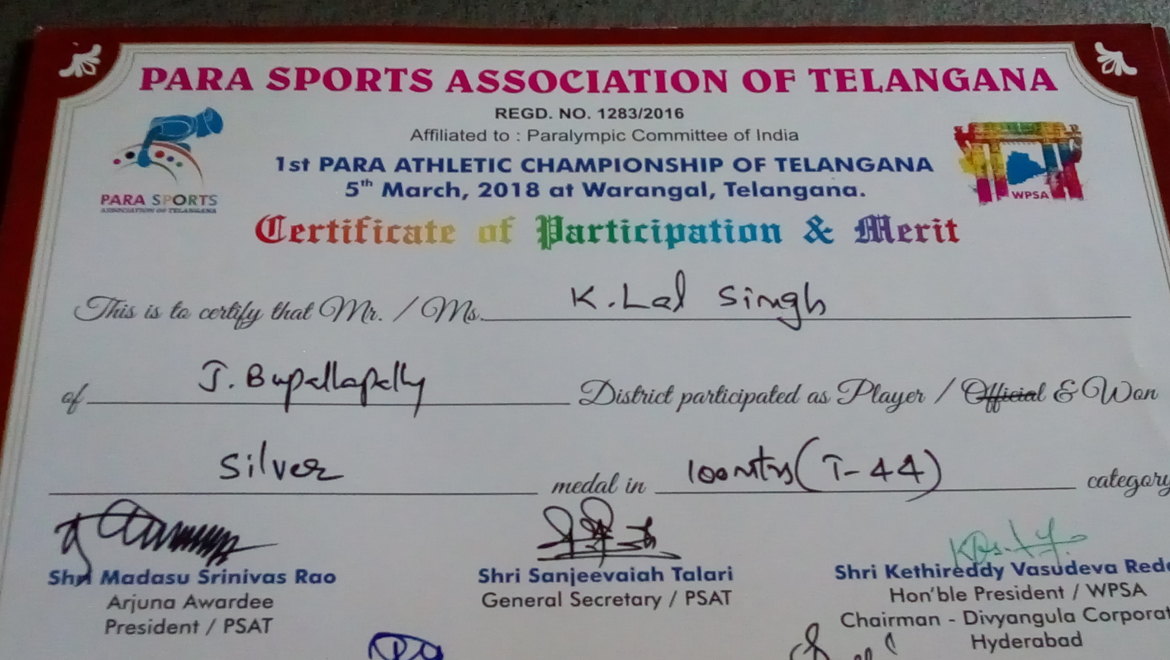 PARA SPORTS ASSOCIATION OF TELANGANA
REGD. NO. 1283/2016
Affiliated to : Paralympic Committee of India
1st PARA ATHLETIC CHAMPIONSHIP OF TELANGANA
5th March, 2018 at Warangal, Telangana.
PARA SPORTS
ASSOCIATION OF TELANGANA
WPSA
Certificate of Participation & Merit
This is to certify that Mr. / Ms. K. Lal Singh
of J. Bupallapally District participated as Player / Official & Won
Silver medal in 100 mtrs (T-44) category
Shri Madasu Srinivas Rao
Arjuna Awardee
President / PSAT
Shri Sanjeevaiah Talari
General Secretary / PSAT
Shri Kethireddy Vasudeva Redd
Hon'ble President / WPSA
Chairman - Divyangula Corporat
Hyderabad